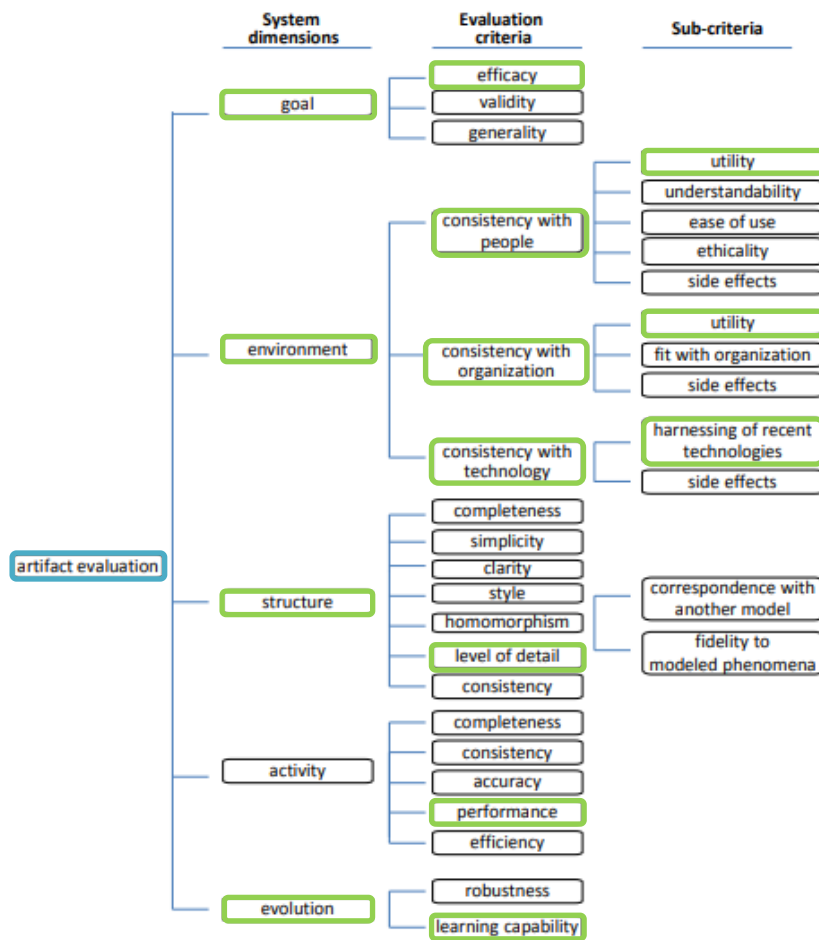 System
dimensions
Evaluation
criteria
Sub-criteria
efficacy
goal
validity
generality
utility
understandability
consistency with
people
ease of use
ethicality
side effects
utility
environment
consistency with
organization
fit with organization
side effects
harnessing of recent
technologies
consistency with
technology
side effects
completeness
simplicity
artifact evaluation
clarity
style
structure
correspondence with
another model
homomorphism
level of detail
fidelity to
modeled phenomena
consistency
completeness
consistency
activity
accuracy
performance
efficiency
robustness
evolution
learning capability